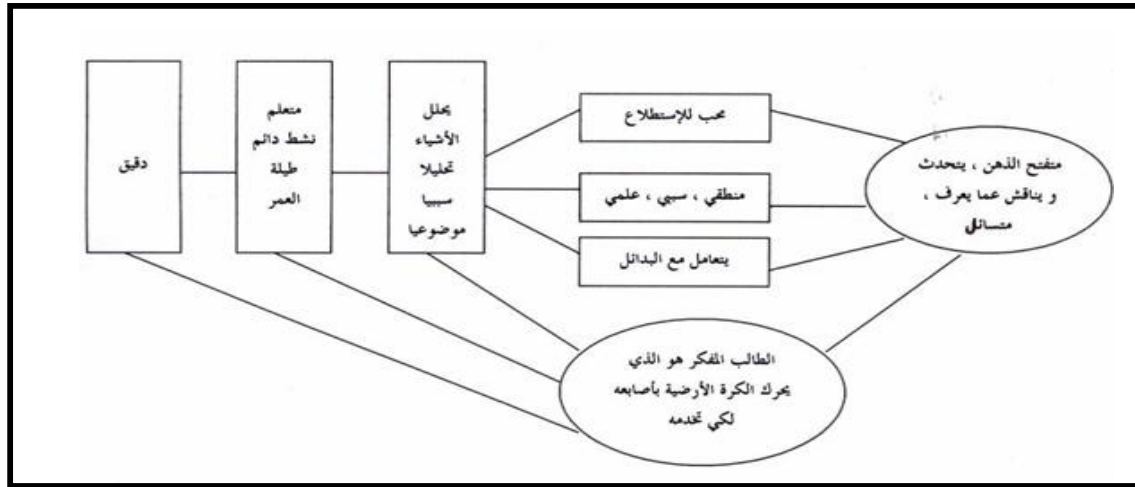 محب للإستطلاع
منطقي ، سببي ، علمي
يتعامل مع البدائل
متفتح الذهن ، يتحدث
و يناقش عما يعرف ،
متسائل
يحلل
الأشياء
تحليلا
سببيا
موضوعيا
متعلم
نشط دائم
طيلة
العمر
دقيق
الطالب المفكر هو الذي
يحرك الكرة الأرضية بأصابعه
لكي تخدمه